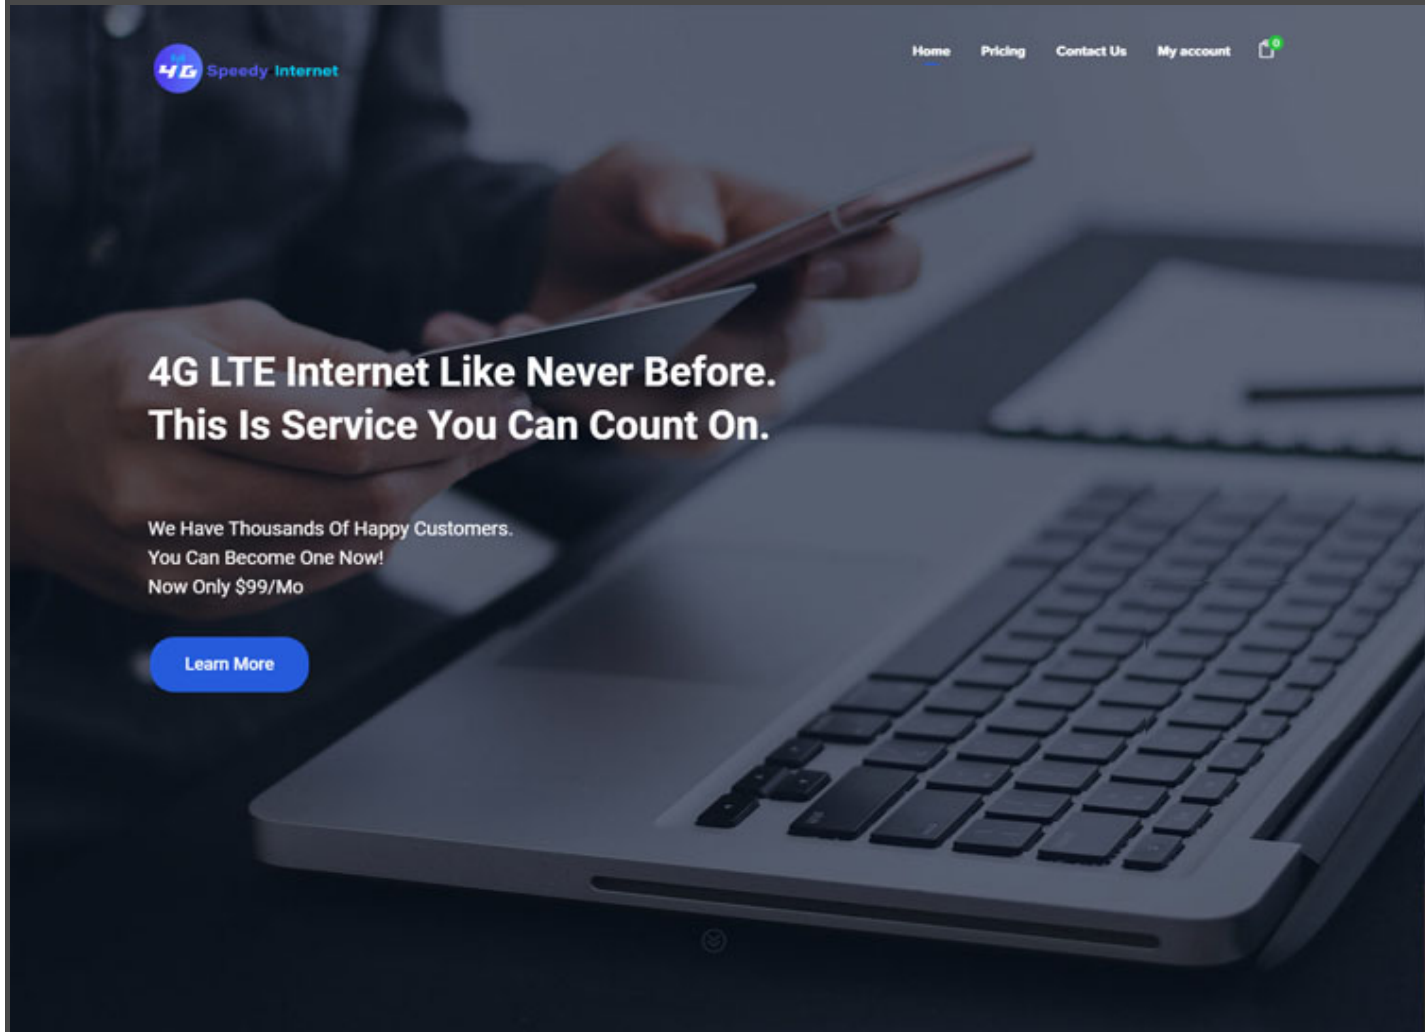 4G Speedy Internet
Home Pricing Contact Us My account 0
4G LTE Internet Like Never Before.
This Is Service You Can Count On.
We Have Thousands Of Happy Customers.
You Can Become One Now!
Now Only $99/Mo
Learn More